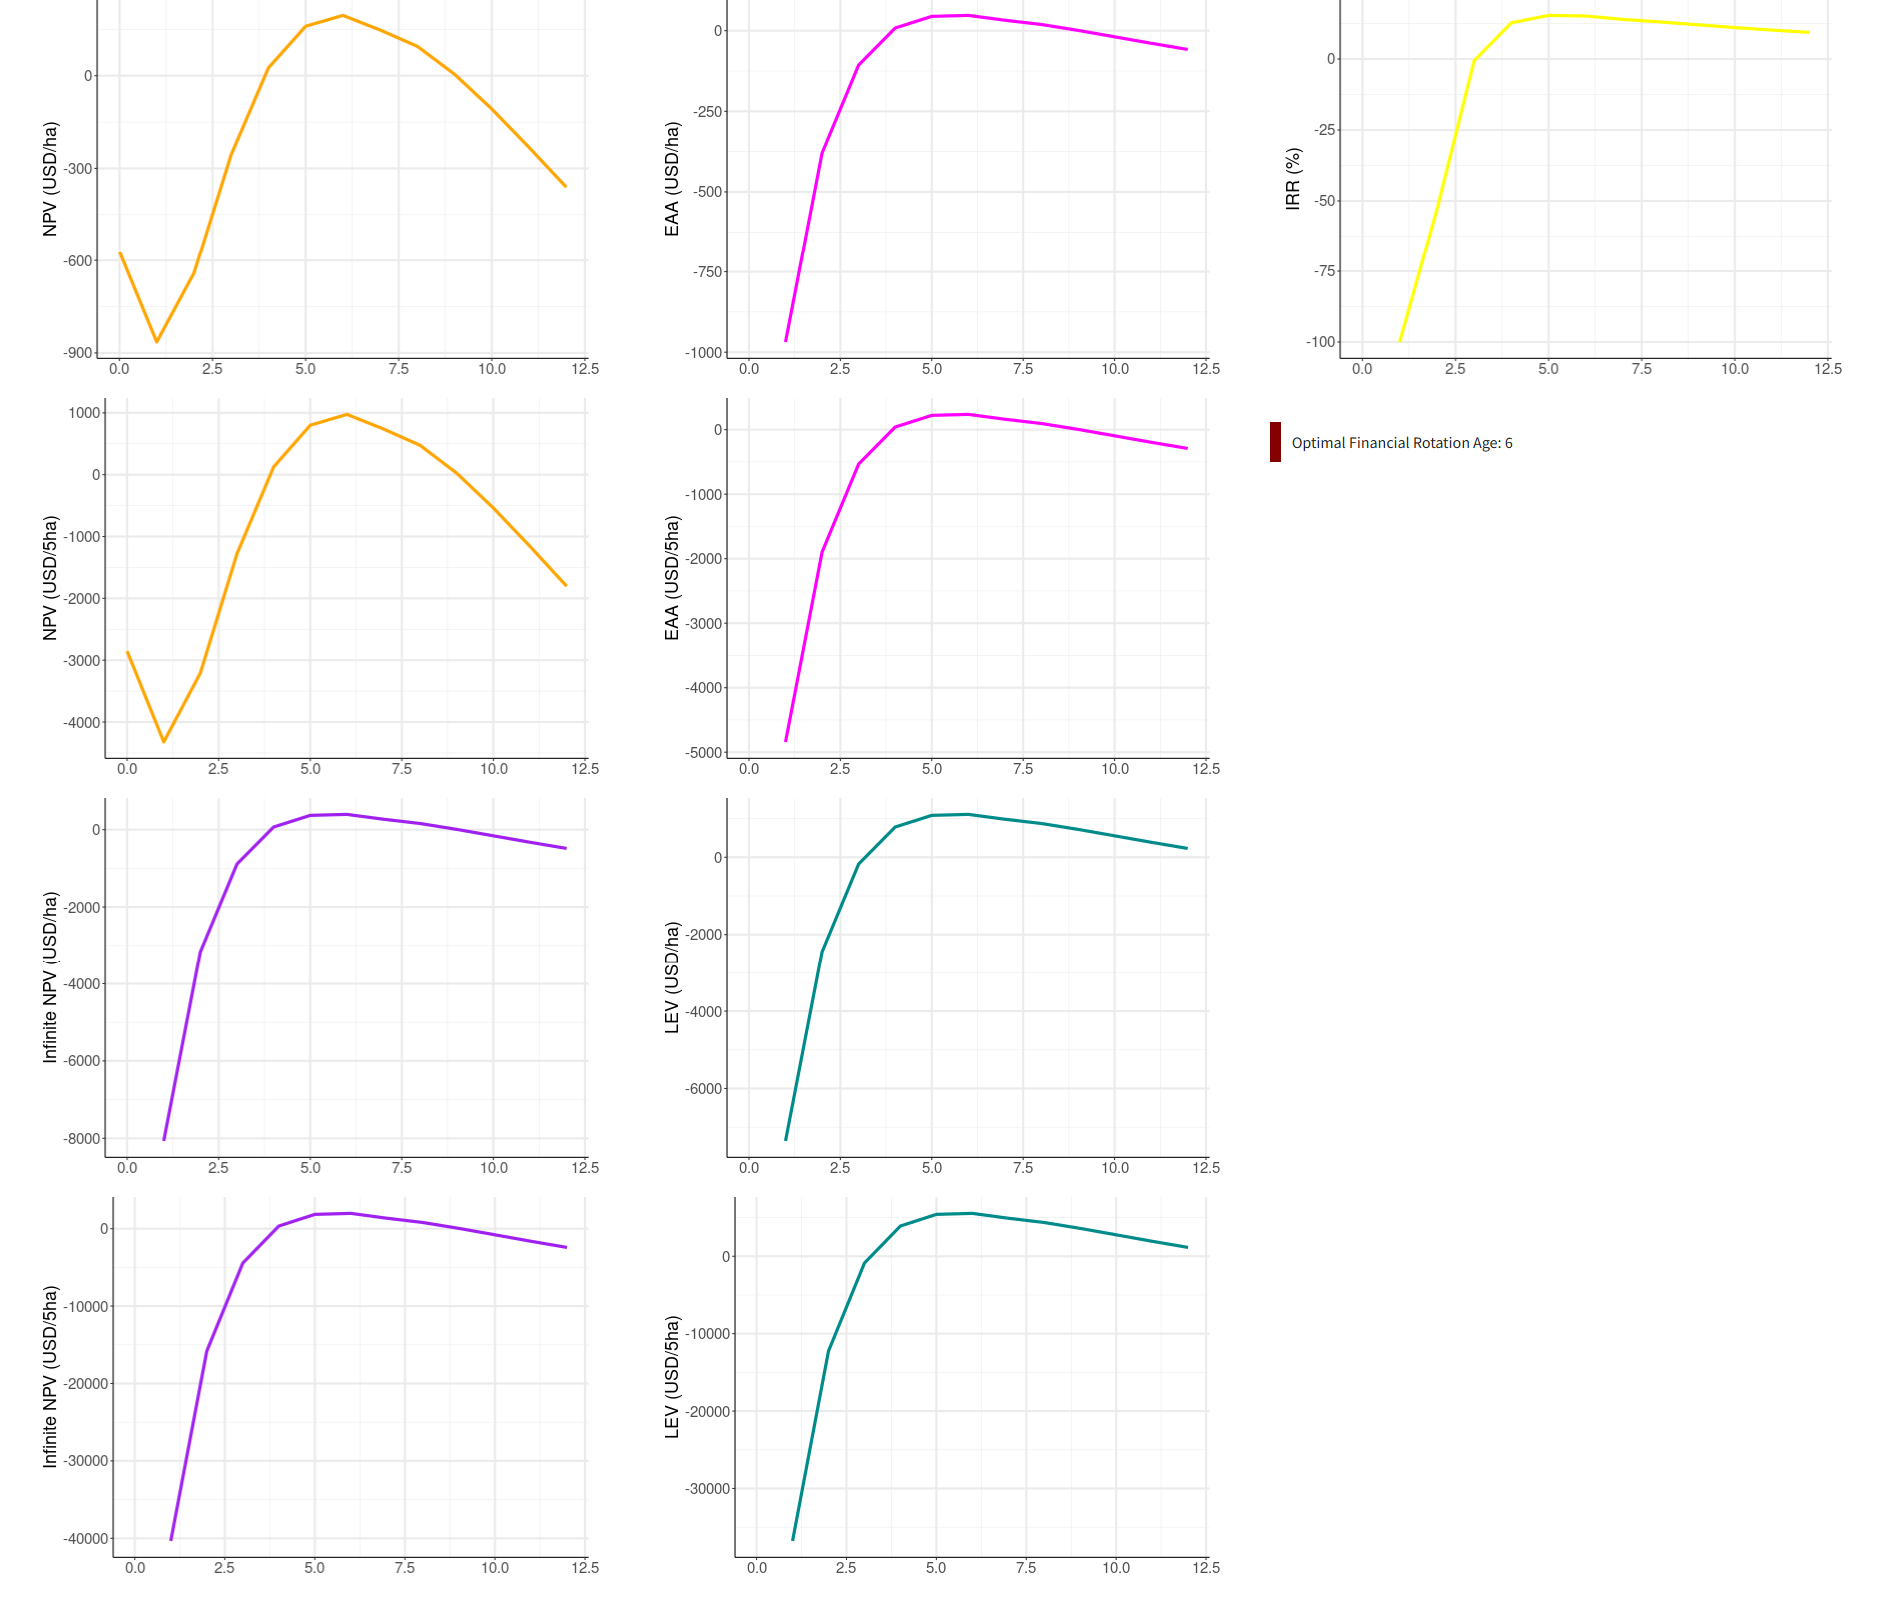 NPV (USD/ha)
0
-300
-600
-900
0.0 2.5 5.0 7.5 10.0 12.5
EAA (USD/ha)
0
-250
-500
-750
-1000
0.0 2.5 5.0 7.5 10.0 12.5
IRR (%)
0
-25
-50
-75
-100
0.0 2.5 5.0 7.5 10.0 12.5
NPV (USD/5ha)
1000
0
-1000
-2000
-3000
-4000
0.0 2.5 5.0 7.5 10.0 12.5
EAA (USD/5ha)
0
-1000
-2000
-3000
-4000
-5000
0.0 2.5 5.0 7.5 10.0 12.5
Optimal Financial Rotation Age: 6
Infinite NPV (USD/ha)
0
-2000
-4000
-6000
-8000
0.0 2.5 5.0 7.5 10.0 12.5
LEV (USD/ha)
0
-2000
-4000
-6000
0.0 2.5 5.0 7.5 10.0 12.5
Infinite NPV (USD/5ha)
0
-10000
-20000
-30000
-40000
0.0 2.5 5.0 7.5 10.0 12.5
LEV (USD/5ha)
0
-10000
-20000
-30000
0.0 2.5 5.0 7.5 10.0 12.5